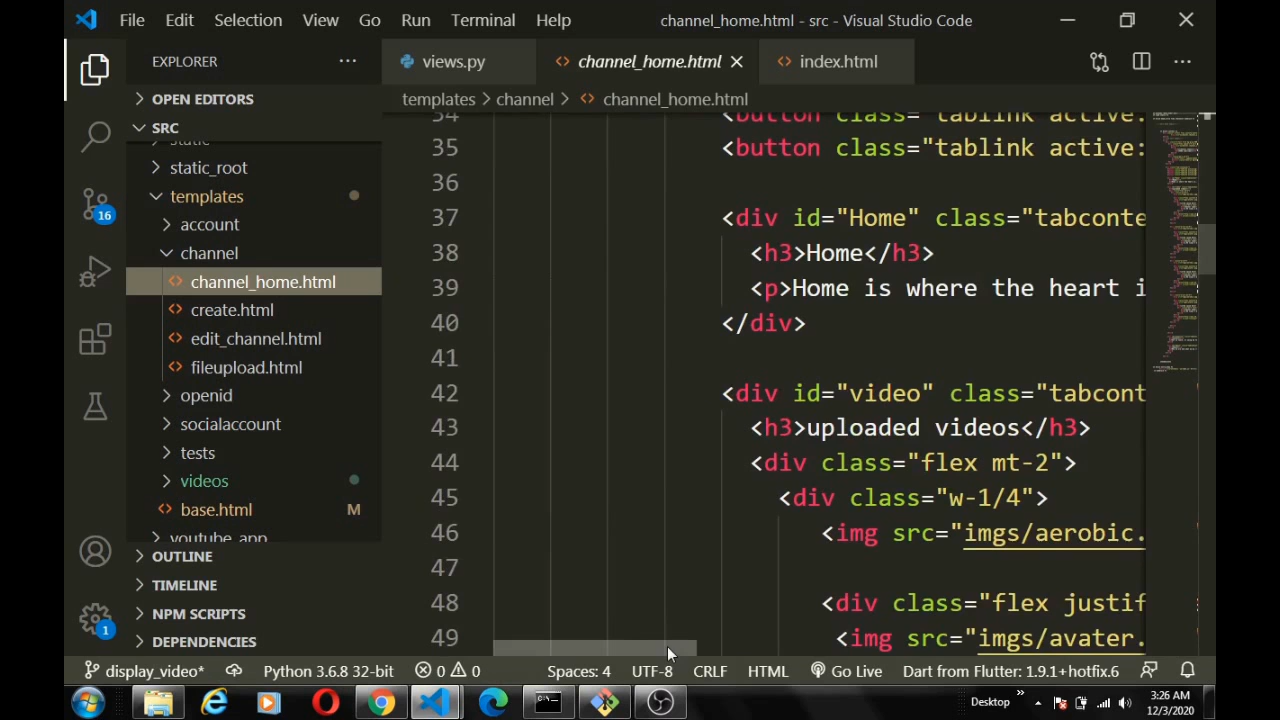 File Edit Selection View Go Run Terminal Help channel_home.html - src - Visual Studio Code
EXPLORER
views.py channel_home.html index.html
OPEN EDITORS
templates > channel > channel_home.html
SRC
static_root
templates
account
channel
channel_home.html
create.html
edit_channel.html
fileupload.html
openid
socialaccount
tests
videos
base.html M
youtube_app
OUTLINE
TIMELINE
NPM SCRIPTS
DEPENDENCIES
16
1
34 <button class="tablink active:
35 <button class="tablink active:
36
37 <div id="Home" class="tabconte
38 <h3>Home</h3>
39 <p>Home is where the heart i
40 </div>
41
42 <div id="video" class="tabcont
43 <h3>uploaded videos</h3>
44 <div class="flex mt-2">
45 <div class="w-1/4">
46 <img src="imgs/aerobic.
47
48 <div class="flex justif
49 <img src="imgs/avater.
display_video* Python 3.6.8 32-bit 0 0 Spaces: 4 UTF-8 CRLF HTML Go Live Dart from Flutter: 1.9.1+hotfix.6
Desktop » 3:26 AM
12/3/2020